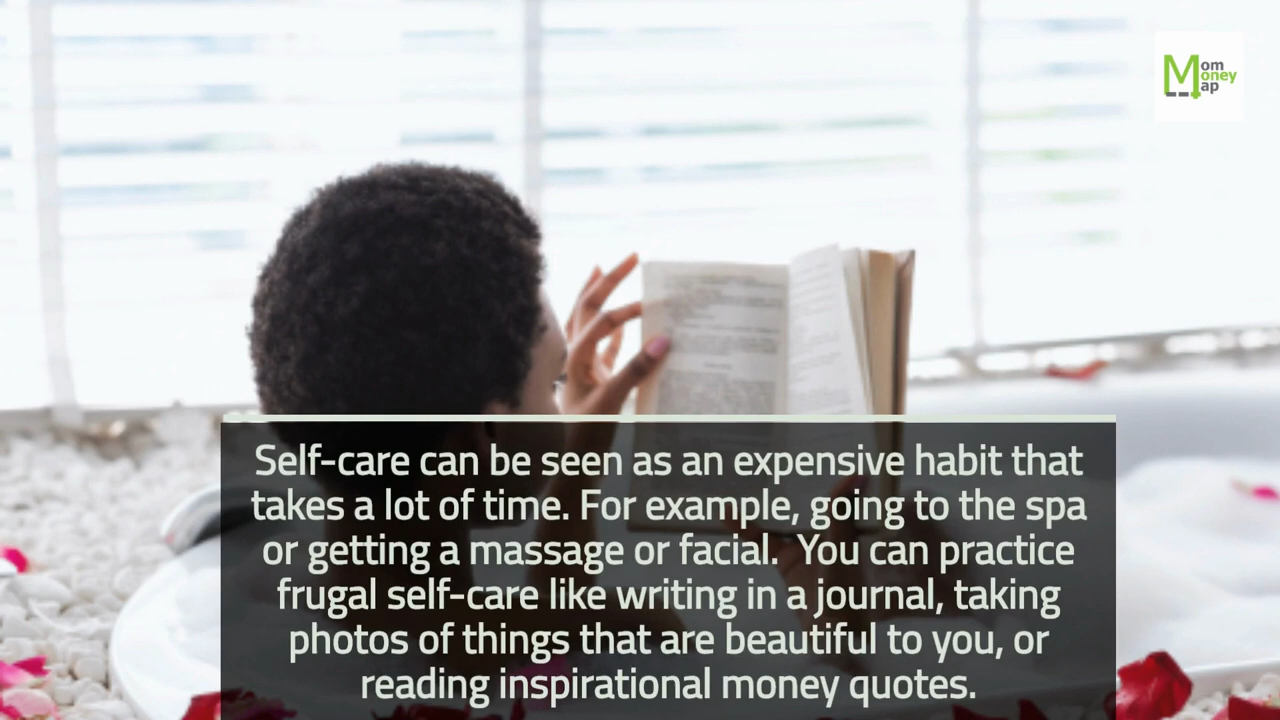 Mom
Money
Map
Self-care can be seen as an expensive habit that
takes a lot of time. For example, going to the spa
or getting a massage or facial.  You can practice
frugal self-care like writing in a journal, taking
photos of things that are beautiful to you, or
reading inspirational money quotes.